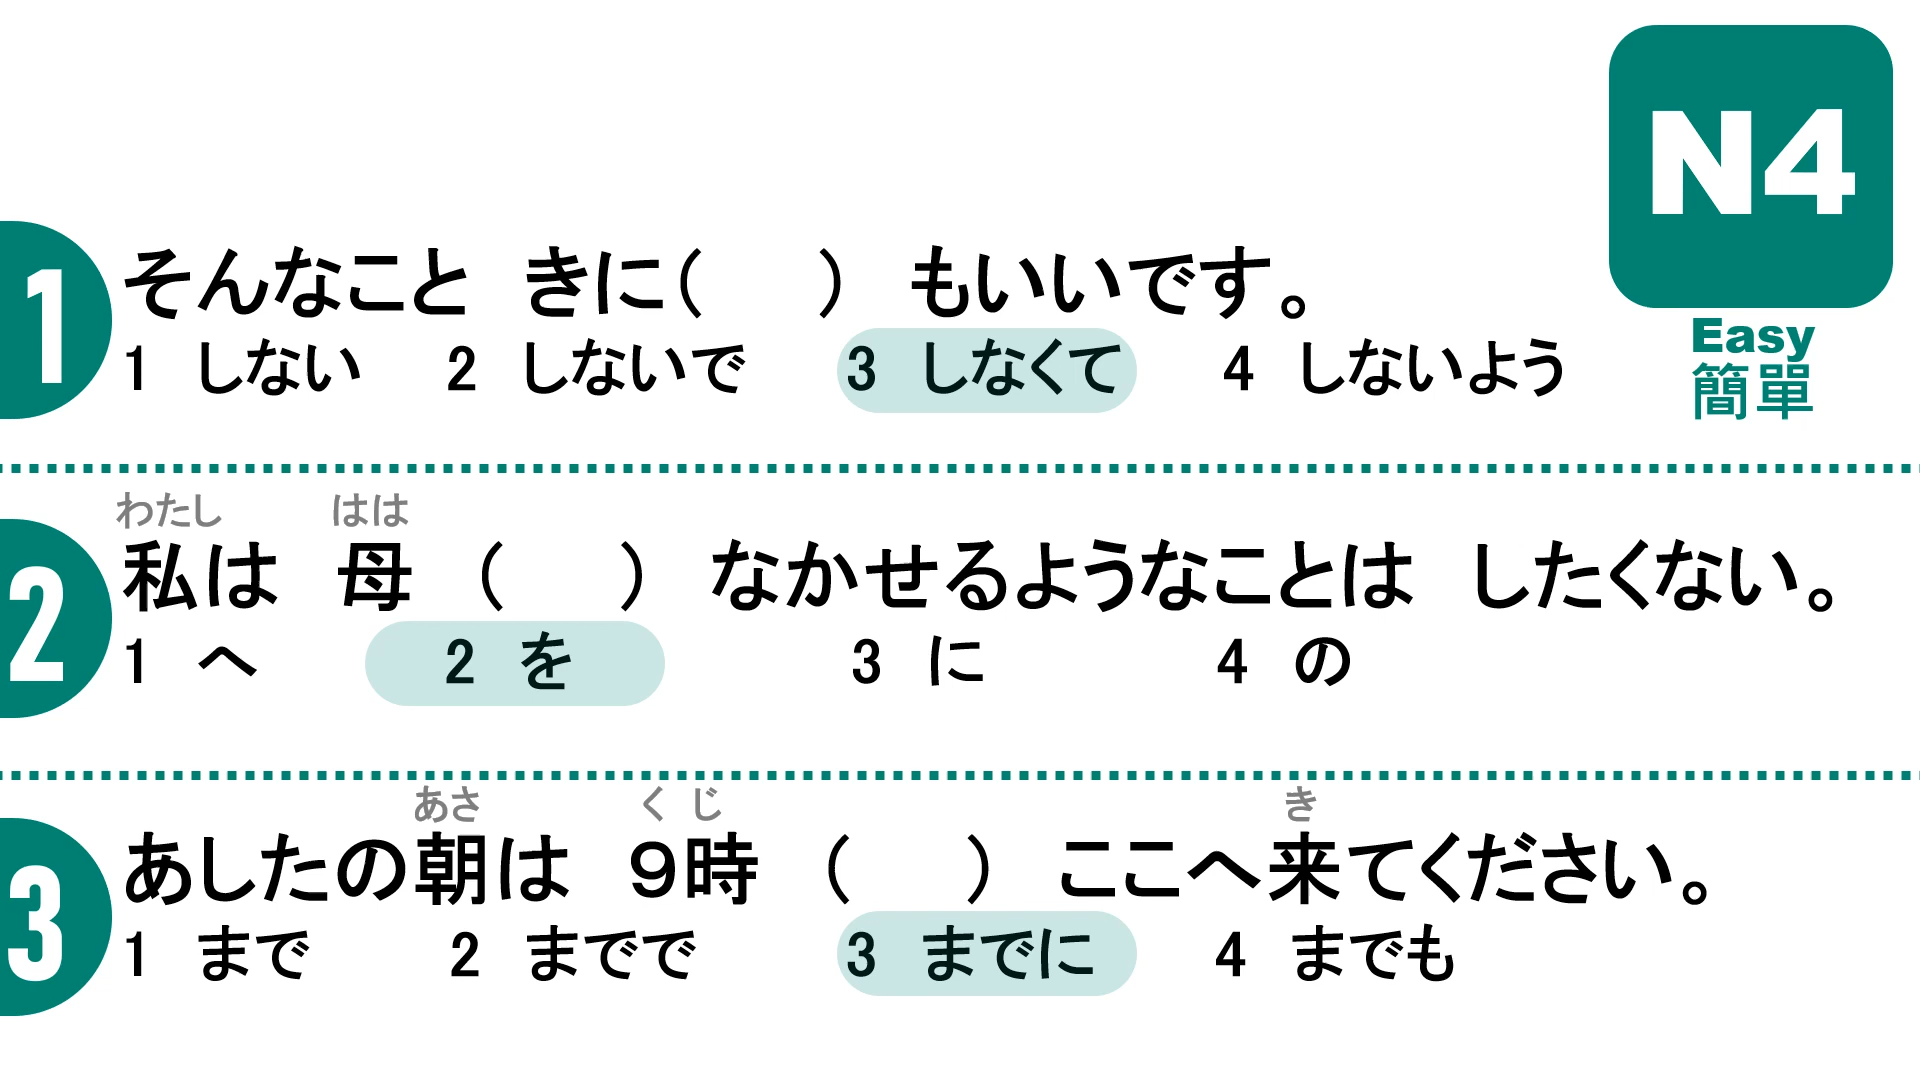 N4
Easy
簡單
1
そんなこと きに( ) もいいです。
1 しない 2 しないで 3 しなくて 4 しないよう
わたし はは
2
私は 母 ( ) なかせるようなことは したくない。
1 へ 2 を 3 に 4 の
あさ く じ き
3
あしたの朝は 9時 ( ) ここへ来てください。
1 まで 2 までで 3 までに 4 までも